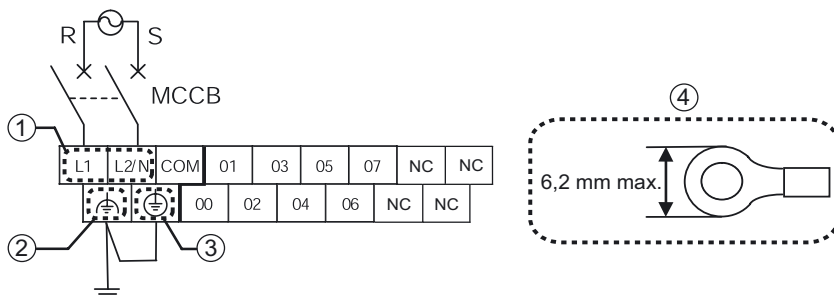 R S
MCCB
①
④
L1 L2/N COM 01 03 05 07 NC NC
6,2 mm max.
00 02 04 06 NC NC
② ③